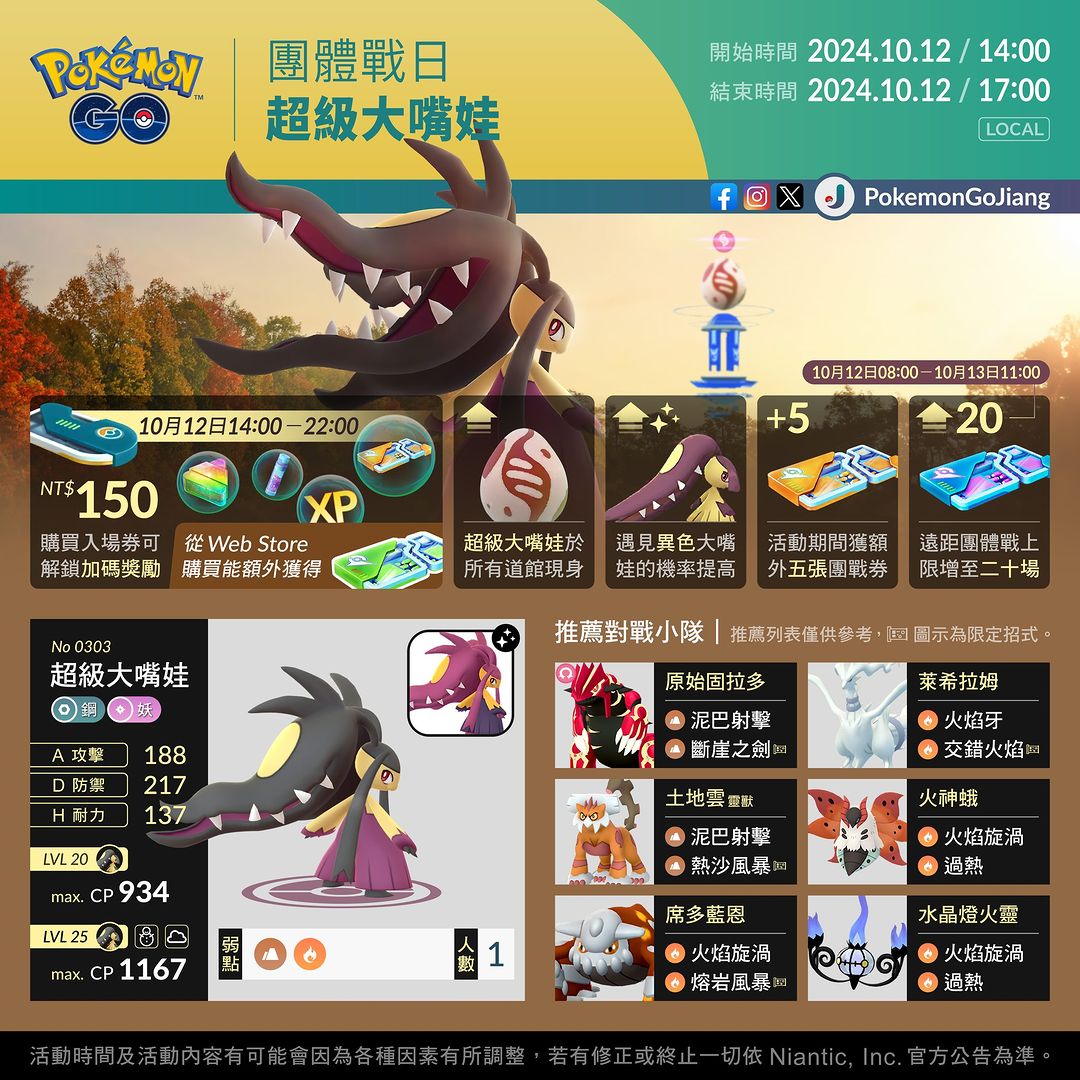 POKéMON
GO
TM
團體戰日
超級大嘴娃
開始時間 2024.10.12 / 14:00
結束時間 2024.10.12 / 17:00
LOCAL
PokemonGoJiang
10月12日08:00－10月13日11:00
10月12日14:00－22:00
NT$150
XP
購買入場券可
解鎖加碼獎勵
從 Web Store
購買能額外獲得
超級大嘴娃於
所有道館現身
遇見異色大嘴
娃的機率提高
+5
活動期間獲額
外五張團戰券
20
遠距團體戰上
限增至二十場
No 0303
超級大嘴娃
鋼 妖
A 攻擊 188
D 防禦 217
H 耐力 137
LVL 20
max. CP 934
LVL 25
max. CP 1167
弱點
人數 1
推薦對戰小隊 | 推薦列表僅供參考，圖示為限定招式。
原始固拉多
泥巴射擊
斷崖之劍
萊希拉姆
火焰牙
交錯火焰
土地雲 靈獸
泥巴射擊
熱沙風暴
火神蛾
火焰旋渦
過熱
席多藍恩
火焰旋渦
熔岩風暴
水晶燈火靈
火焰旋渦
過熱
活動時間及活動內容有可能會因為各種因素有所調整，若有修正或終止一切依 Niantic, Inc. 官方公告為準。